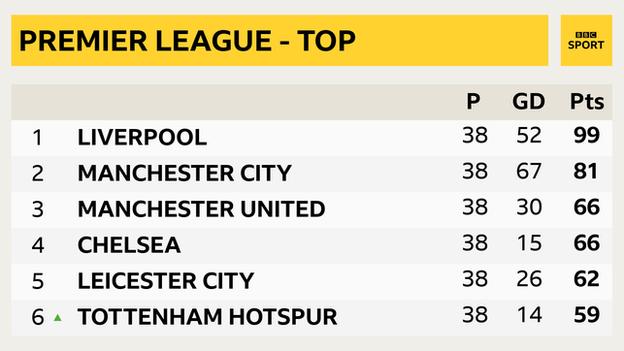 PREMIER LEAGUE - TOP
BBC
SPORT
P GD Pts
1 LIVERPOOL 38 52 99
2 MANCHESTER CITY 38 67 81
3 MANCHESTER UNITED 38 30 66
4 CHELSEA 38 15 66
5 LEICESTER CITY 38 26 62
6 TOTTENHAM HOTSPUR 38 14 59